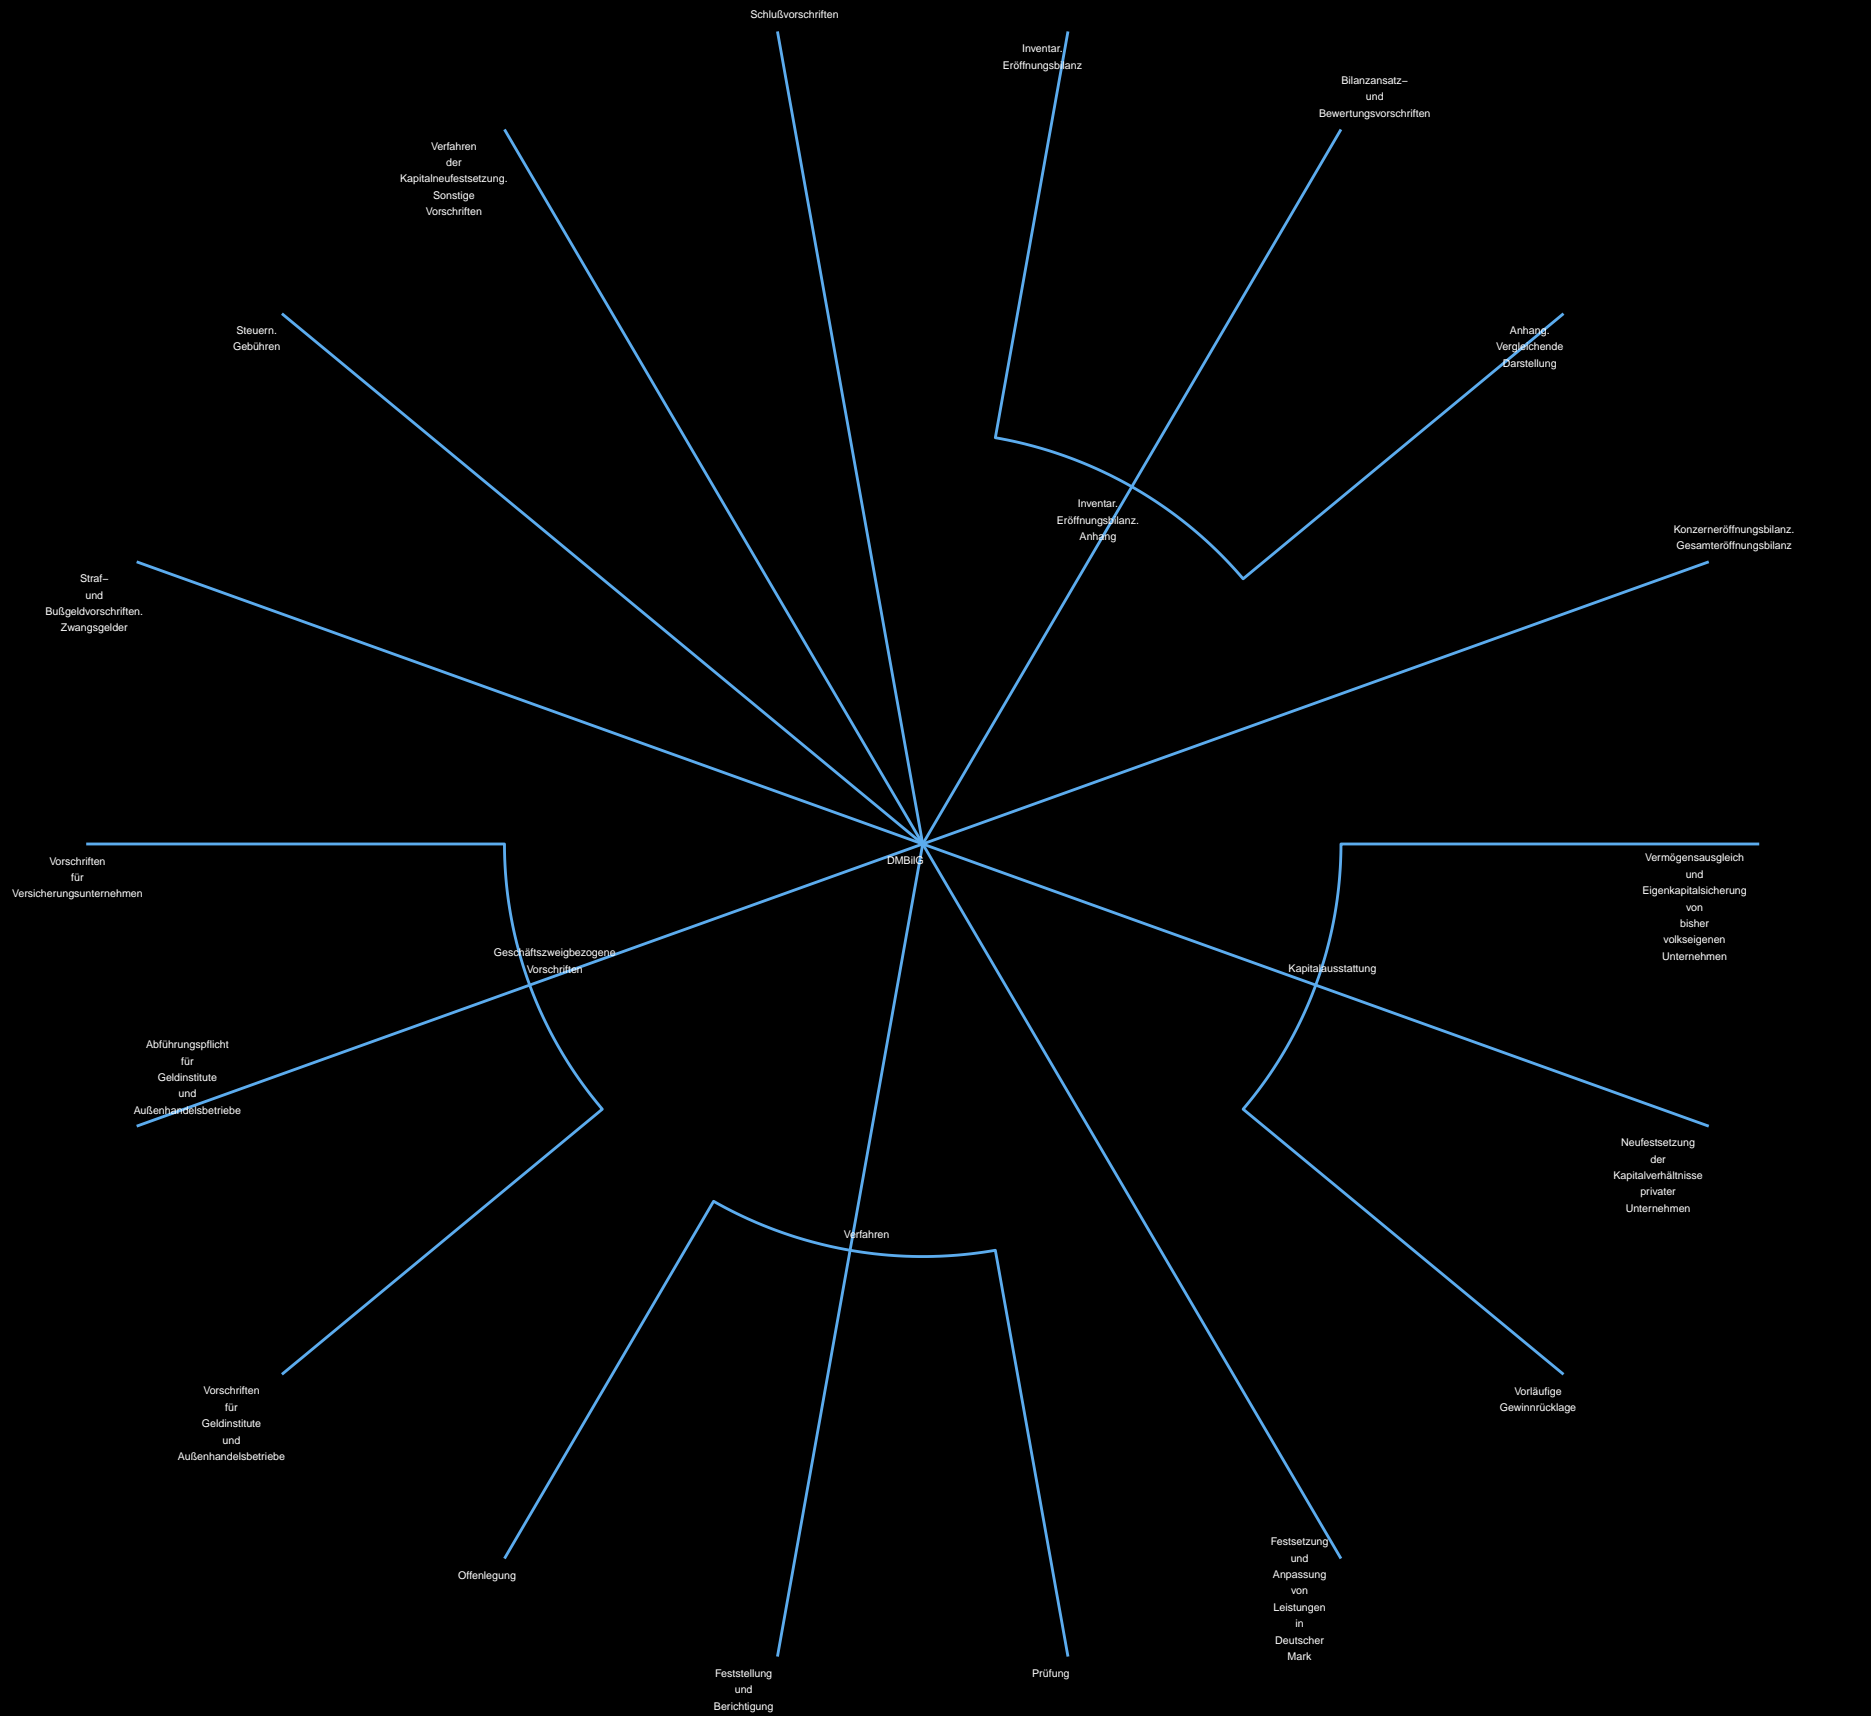 Schlußvorschriften
Inventar.
Eröffnungsbilanz
Bilanzansatz–
und
Bewertungsvorschriften
Verfahren
der
Kapitalneufestsetzung.
Sonstige
Vorschriften
Steuern.
Gebühren
Anhang.
Vergleichende
Darstellung
Inventar.
Eröffnungsbilanz.
Anhang
Konzerneröffnungsbilanz.
Gesamteröffnungsbilanz
Straf–
und
Bußgeldvorschriften.
Zwangsgelder
DMBilG
Vorschriften
für
Versicherungsunternehmen
Vermögensausgleich
und
Eigenkapitalsicherung
von
bisher
volkseigenen
Unternehmen
Geschäftszweigbezogene
Vorschriften
Kapitalausstattung
Abführungspflicht
für
Geldinstitute
und
Außenhandelsbetriebe
Neufestsetzung
der
Kapitalverhältnisse
privater
Unternehmen
Verfahren
Vorschriften
für
Geldinstitute
und
Außenhandelsbetriebe
Vorläufige
Gewinnrücklage
Offenlegung
Festsetzung
und
Anpassung
von
Leistungen
in
Deutscher
Mark
Feststellung
und
Berichtigung
Prüfung